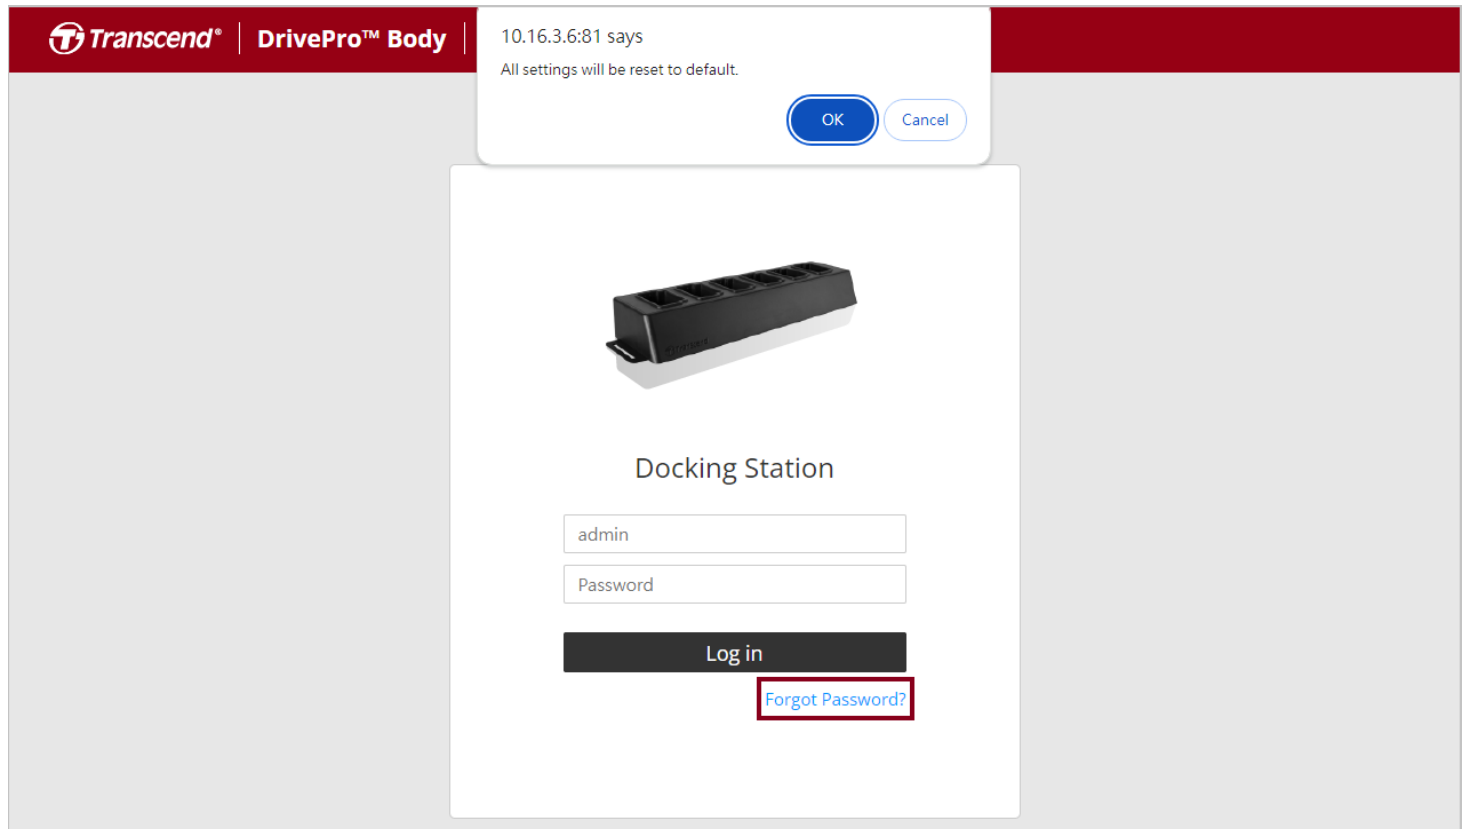 Transcend® | DrivePro™ Body |
10.16.3.6:81 says
All settings will be reset to default.
OK
Cancel
Docking Station
admin
Password
Log in
Forgot Password?